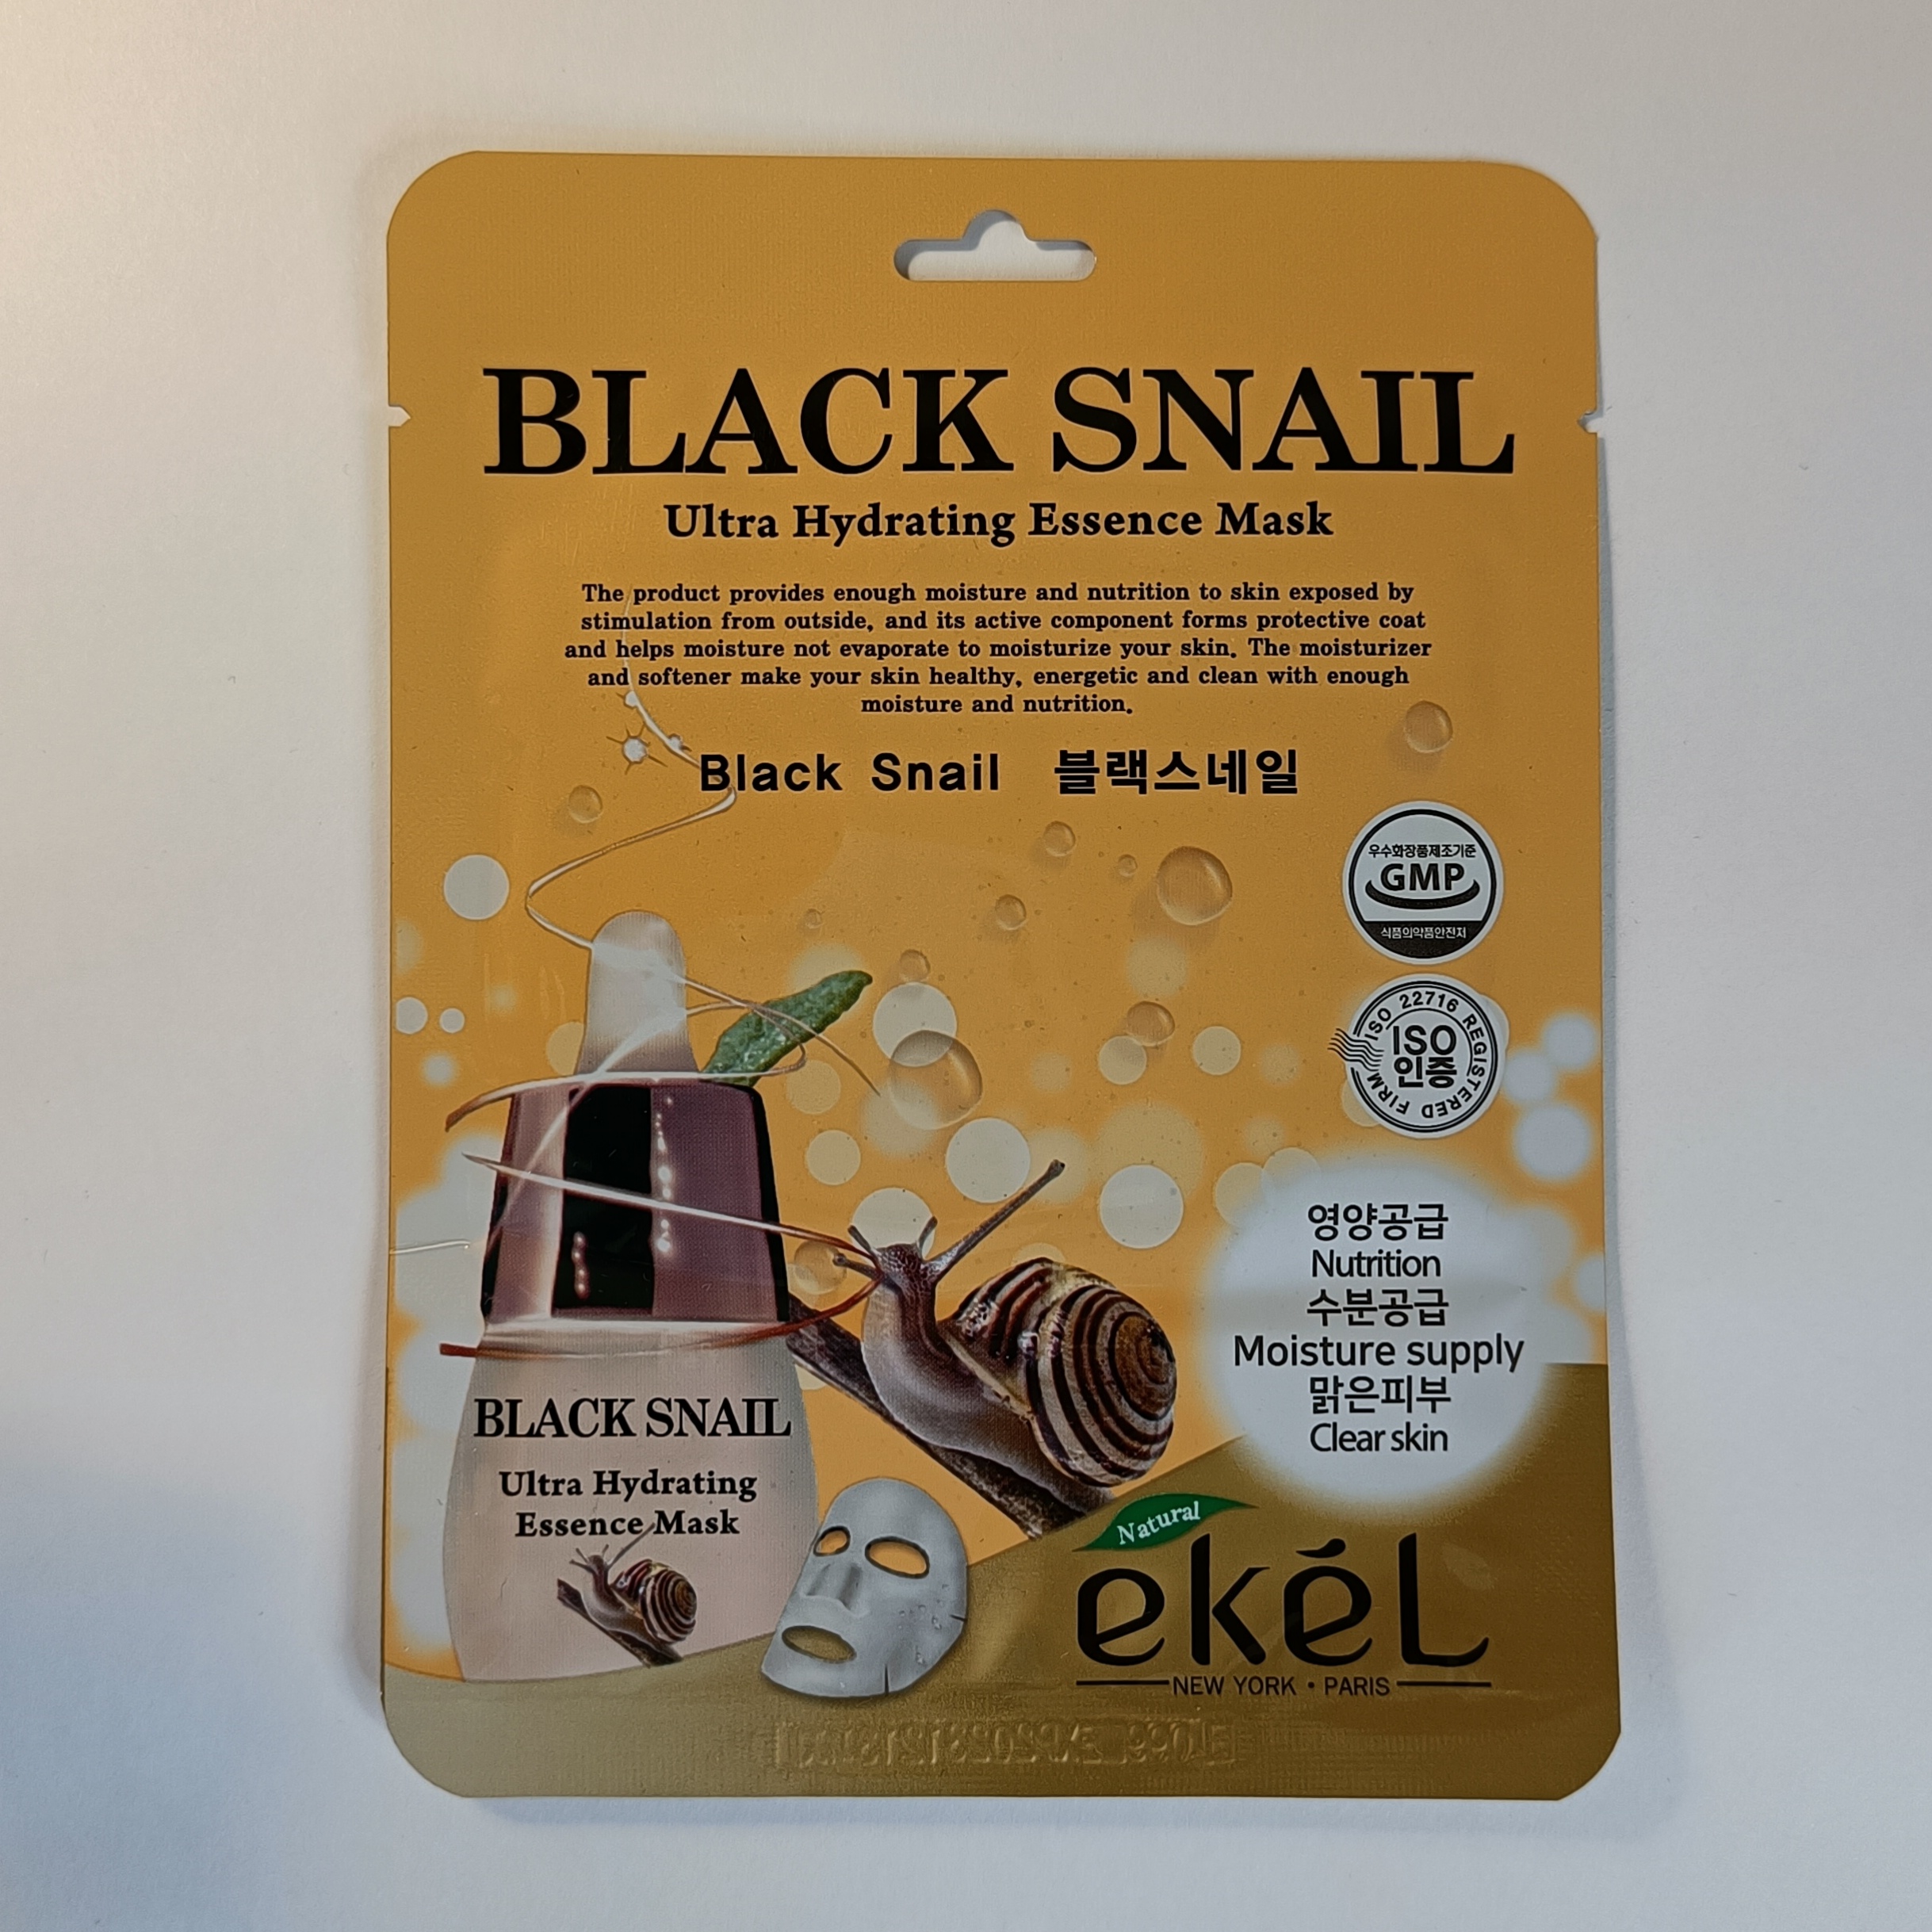 BLACK SNAIL
Ultra Hydrating Essence Mask
The product provides enough moisture and nutrition to skin exposed by
stimulation from outside, and its active component forms protective coat
and helps moisture not evaporate to moisturize your skin. The moisturizer
and softener make your skin healthy, energetic and clean with enough
moisture and nutrition.
Black Snail 블랙스네일
우수화장품제조기준
GMP
식품의약품안전처
ISO 22716 REGISTERED FIRM
ISO
인증
영양공급
Nutrition
수분공급
Moisture supply
맑은피부
Clear skin
BLACK SNAIL
Ultra Hydrating
Essence Mask
Natural
ekéL
NEW YORK • PARIS